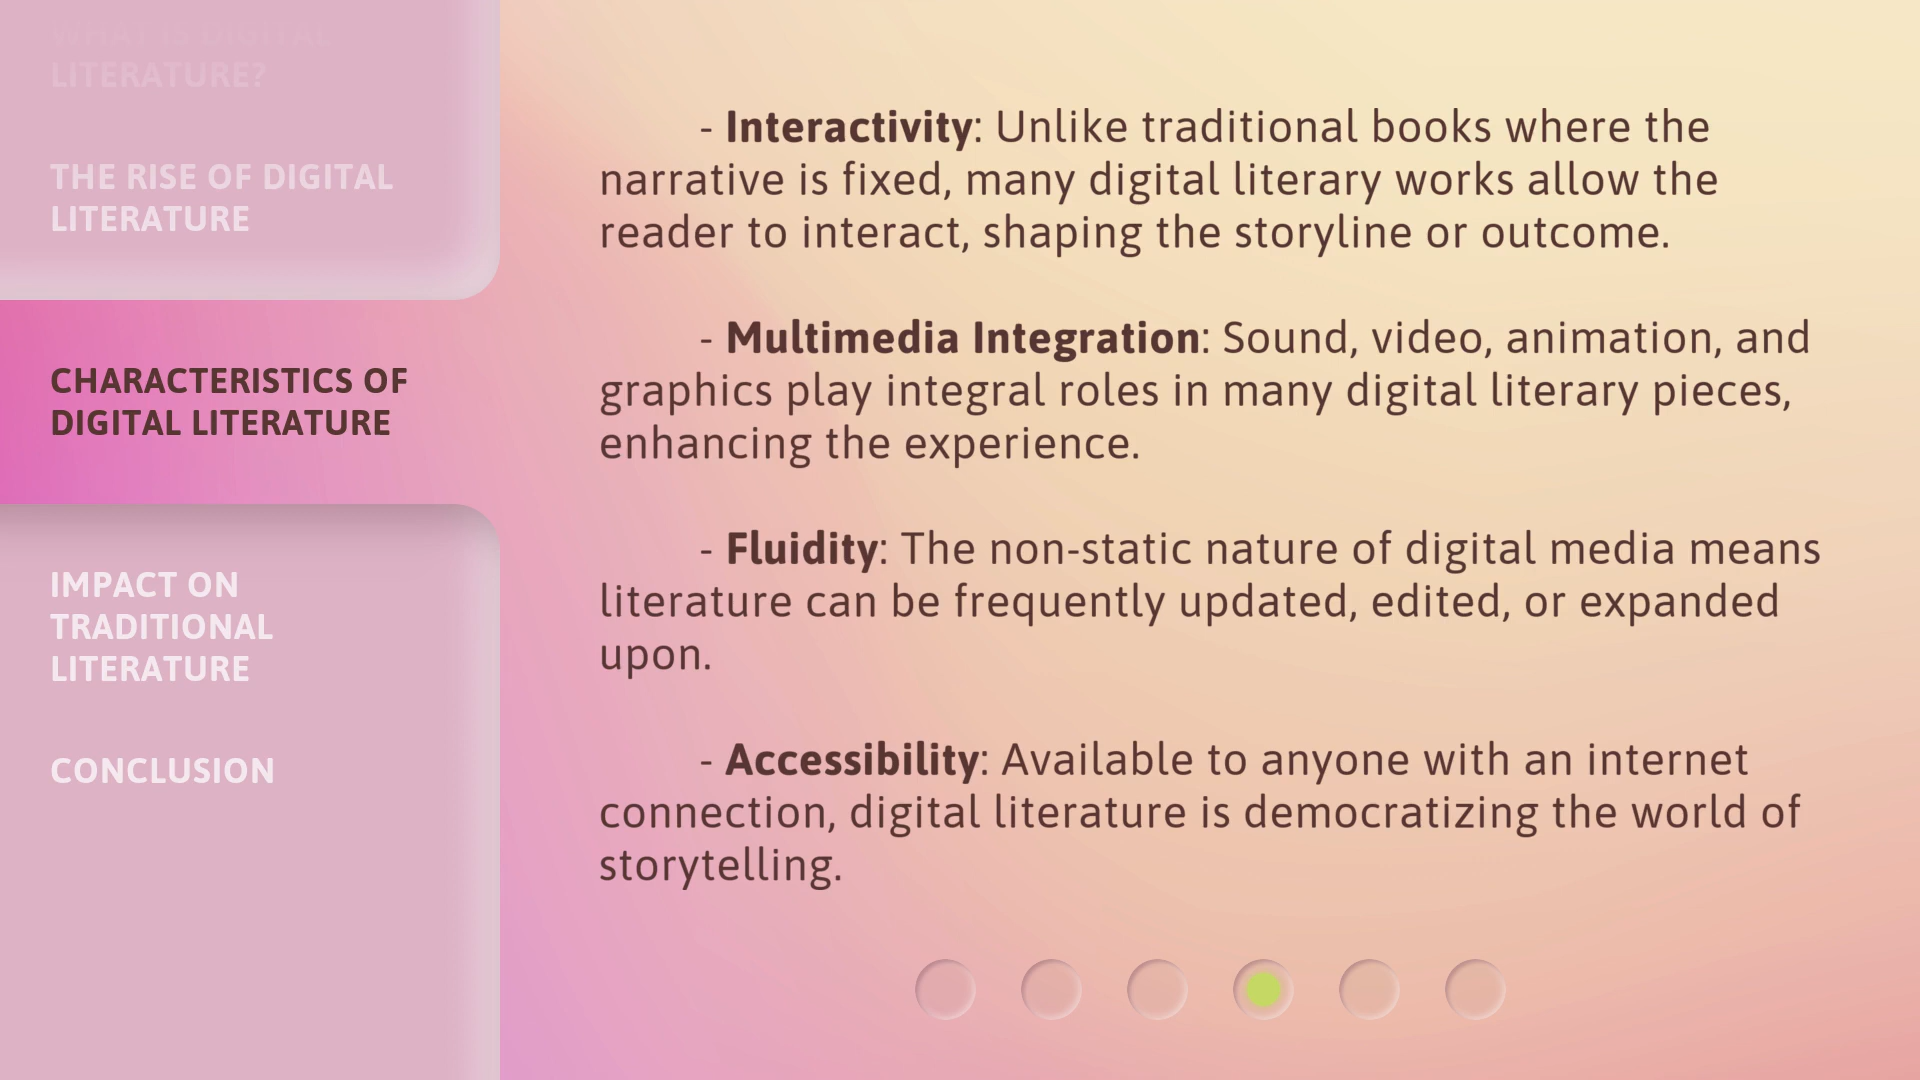 WHAT IS DIGITAL
LITERATURE?
THE RISE OF DIGITAL
LITERATURE
CHARACTERISTICS OF
DIGITAL LITERATURE
IMPACT ON
TRADITIONAL
LITERATURE
CONCLUSION
- Interactivity: Unlike traditional books where the
narrative is fixed, many digital literary works allow the
reader to interact, shaping the storyline or outcome.
- Multimedia Integration: Sound, video, animation, and
graphics play integral roles in many digital literary pieces,
enhancing the experience.
- Fluidity: The non-static nature of digital media means
literature can be frequently updated, edited, or expanded
upon.
- Accessibility: Available to anyone with an internet
connection, digital literature is democratizing the world of
storytelling.